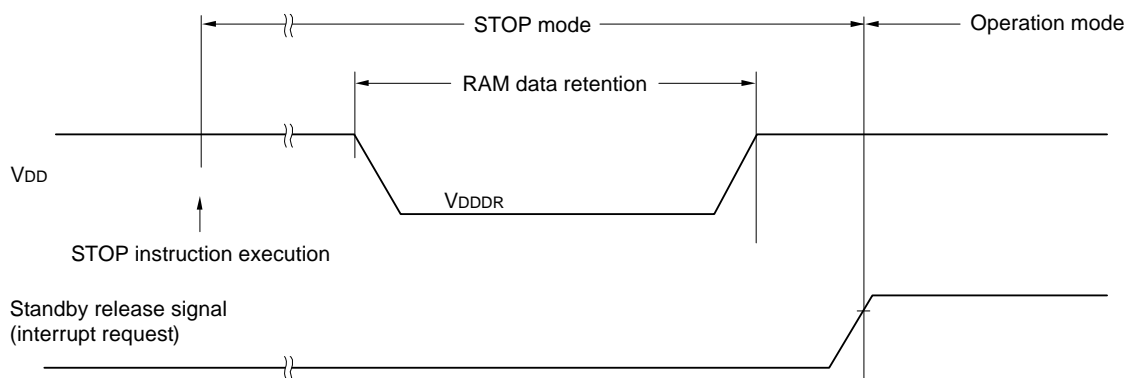 STOP mode
Operation mode
RAM data retention
VDD
VDDDR
STOP instruction execution
Standby release signal
(interrupt request)